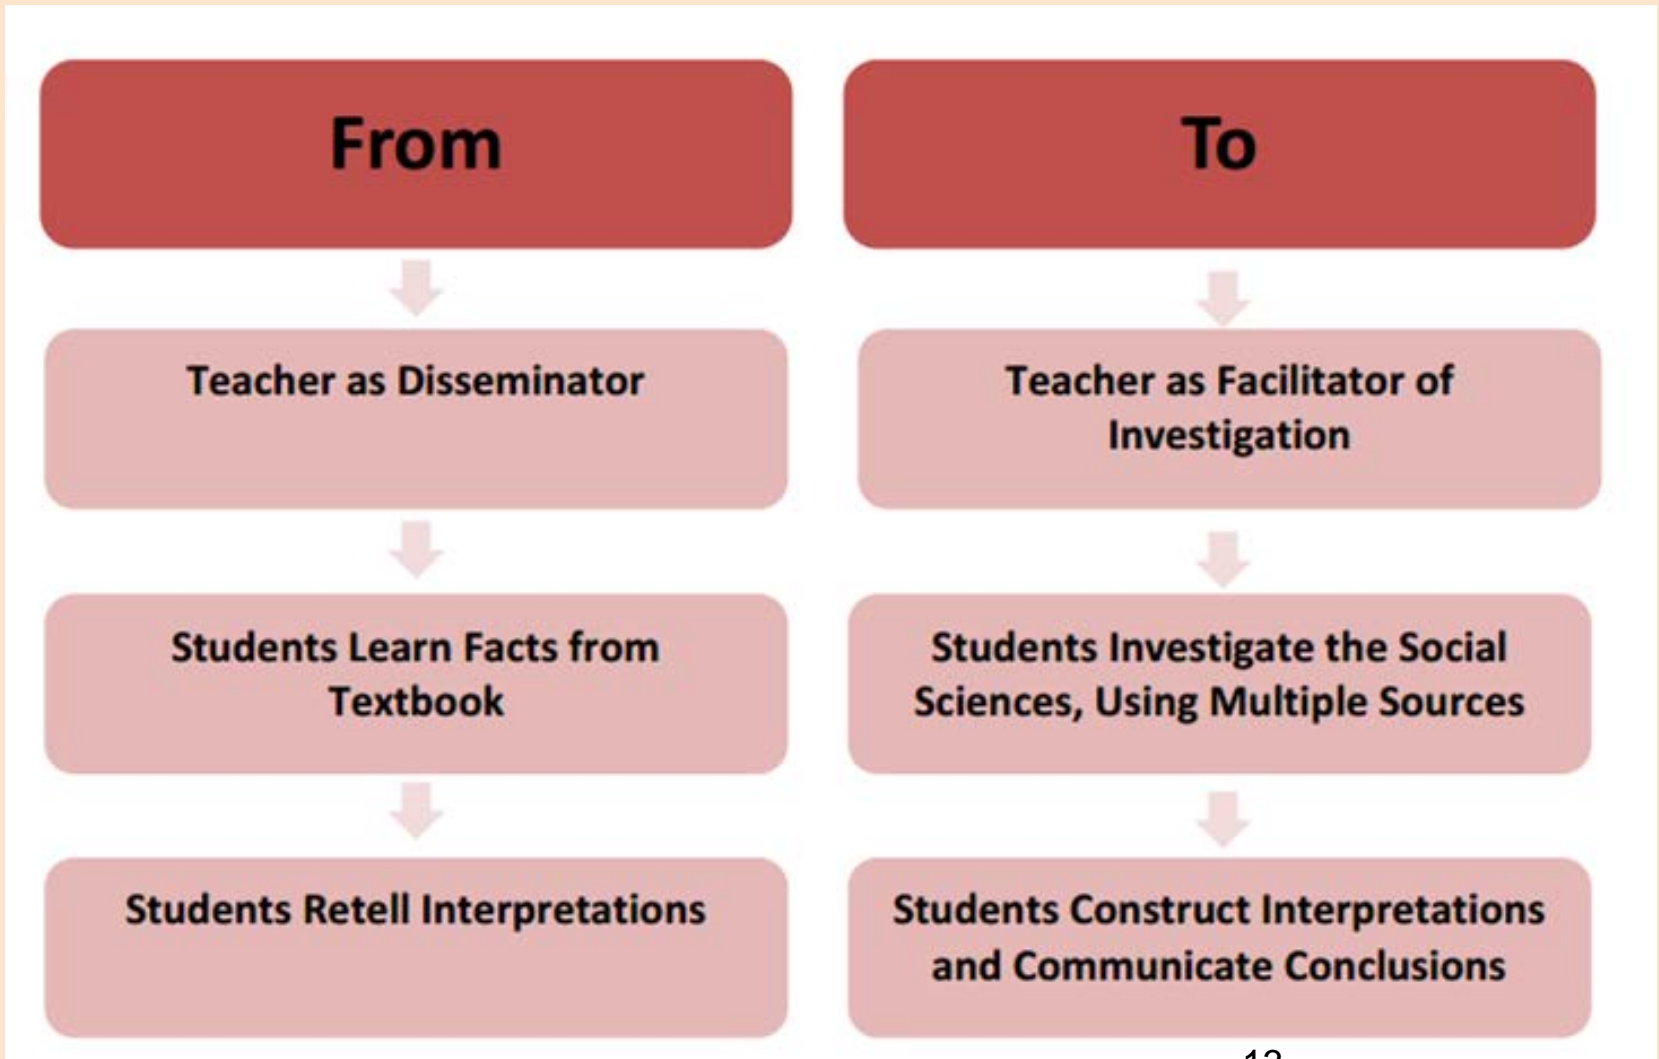 From
Teacher as Disseminator
Students Learn Facts from
Textbook
Students Retell Interpretations
To
Teacher as Facilitator of
Investigation
Students Investigate the Social
Sciences, Using Multiple Sources
Students Construct Interpretations
and Communicate Conclusions